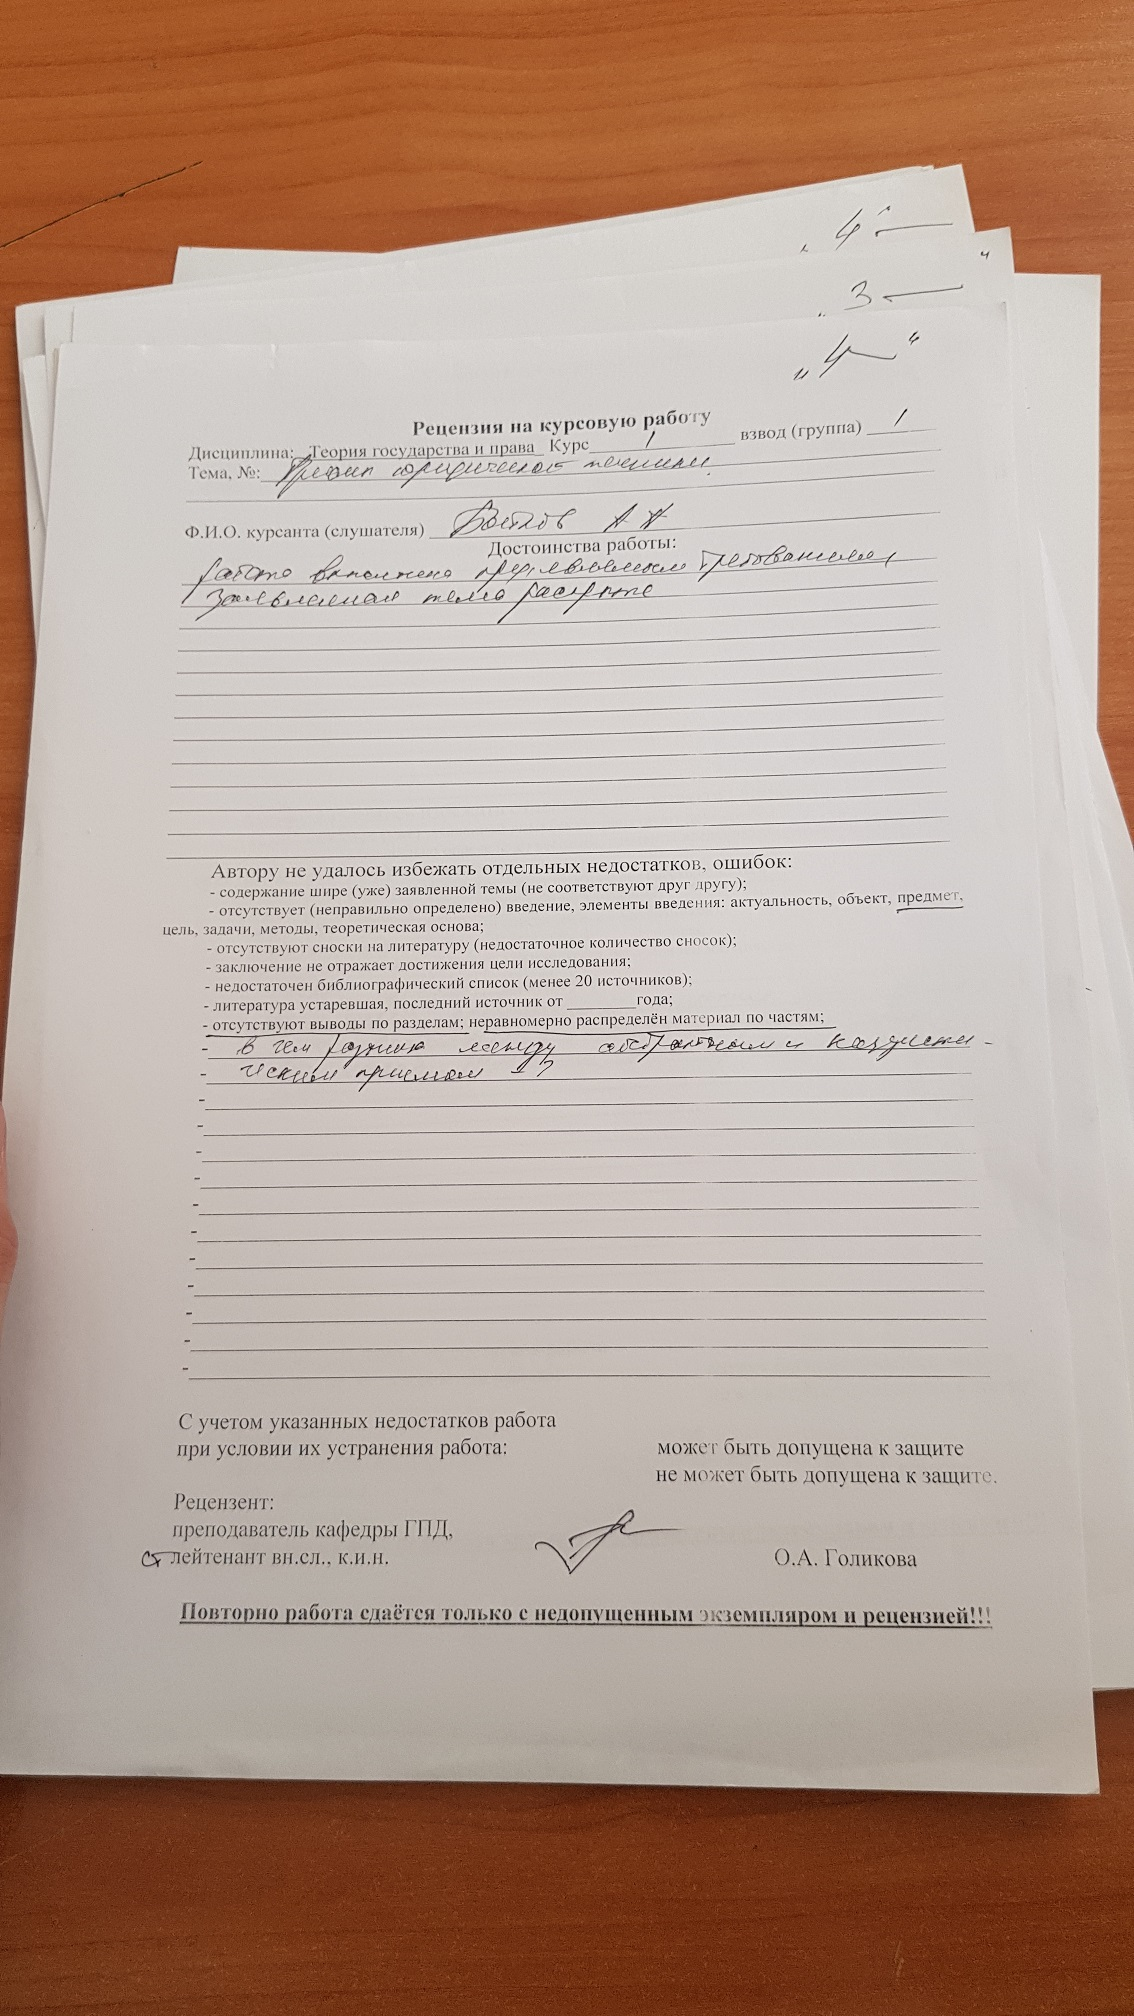 „4"
„3"
„4"
Рецензия на курсовую работу
Дисциплина: Теория государства и права Курс 1 взвод (группа) 1
Тема, №: юридической техники
Ф.И.О. курсанта (слушателя) А А
Достоинства работы:
работа выполнена требованиям,
Заявленная тема раскрыта
Автору не удалось избежать отдельных недостатков, ошибок:
- содержание шире (уже) заявленной темы (не соответствуют друг другу);
- отсутствует (неправильно определено) введение, элементы введения: актуальность, объект, предмет,
цель, задачи, методы, теоретическая основа;
- отсутствуют сноски на литературу (недостаточное количество сносок);
- заключение не отражает достижения цели исследования;
- недостаточен библиографический список (менее 20 источников);
- литература устаревшая, последний источник от ________года;
- отсутствуют выводы по разделам; неравномерно распределён материал по частям;
- в чем разница между абстрактным и казуисти-
- ческим приемом -?
-
-
-
-
-
-
-
-
-
-
-
С учетом указанных недостатков работа
при условии их устранения работа: может быть допущена к защите
не может быть допущена к защите.
Рецензент:
преподаватель кафедры ГПД,
ст лейтенант вн.сл., к.и.н. О.А. Голикова
Повторно работа сдаётся только с недопущенным экземпляром и рецензией!!!